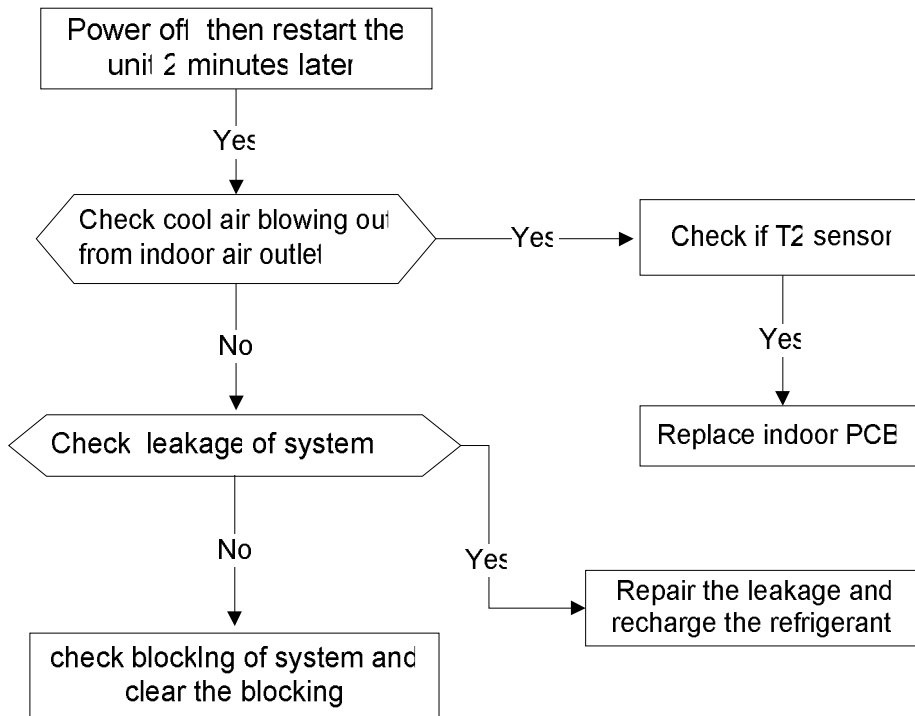 Power off then restart the
unit 2 minutes later
Yes
Check cool air blowing out
from indoor air outlet
Yes
Check if T2 sensor
No
Yes
Check leakage of system
Replace indoor PCB
No
Yes
Repair the leakage and
recharge the refrigerant
check blocking of system and
clear the blocking